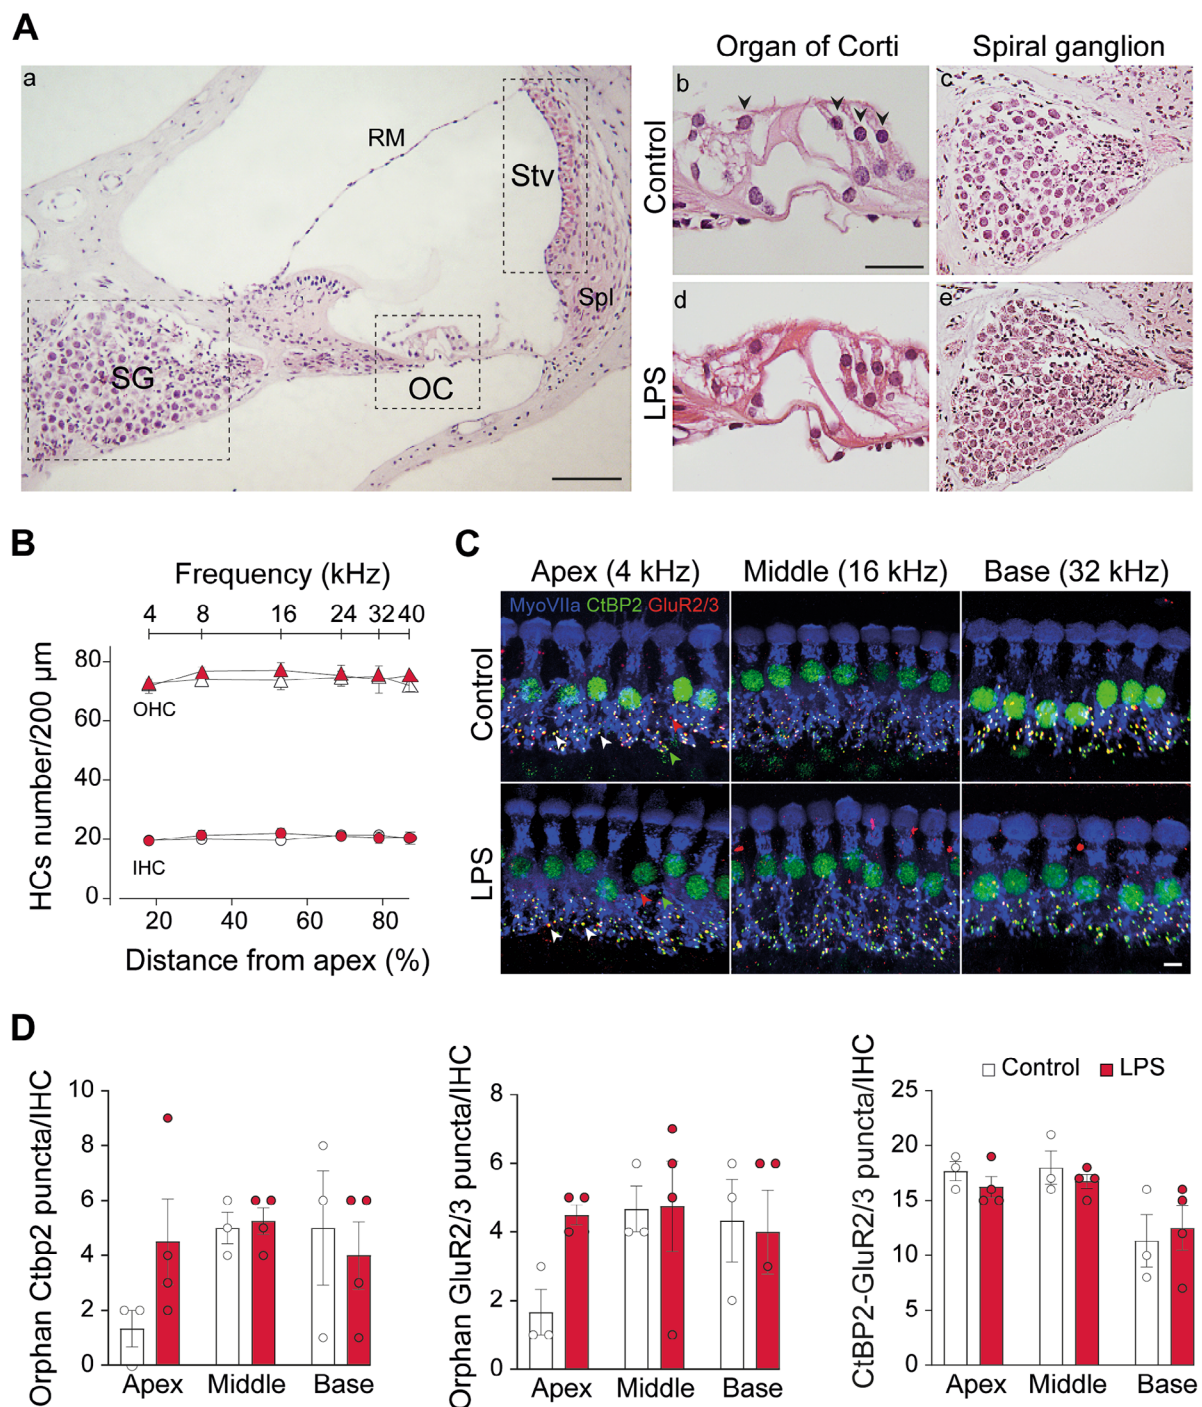 A
Organ of Corti
Spiral ganglion
a
RM
Stv
Spl
SG
OC
Control
b
c
LPS
d
e
B
Frequency (kHz)
4 8 16 24 32 40
HCs number/200 µm
80
60
40
20
0
OHC
IHC
20 40 60 80
Distance from apex (%)
C
Apex (4 kHz) Middle (16 kHz) Base (32 kHz)
MyoVIIa CtBP2 GluR2/3
Control
LPS
D
Orphan Ctbp2 puncta/IHC
10
8
6
4
2
0
Apex Middle Base
Orphan GluR2/3 puncta/IHC
8
6
4
2
0
Apex Middle Base
CtBP2-GluR2/3 puncta/IHC
Control LPS
25
20
15
10
5
0
Apex Middle Base